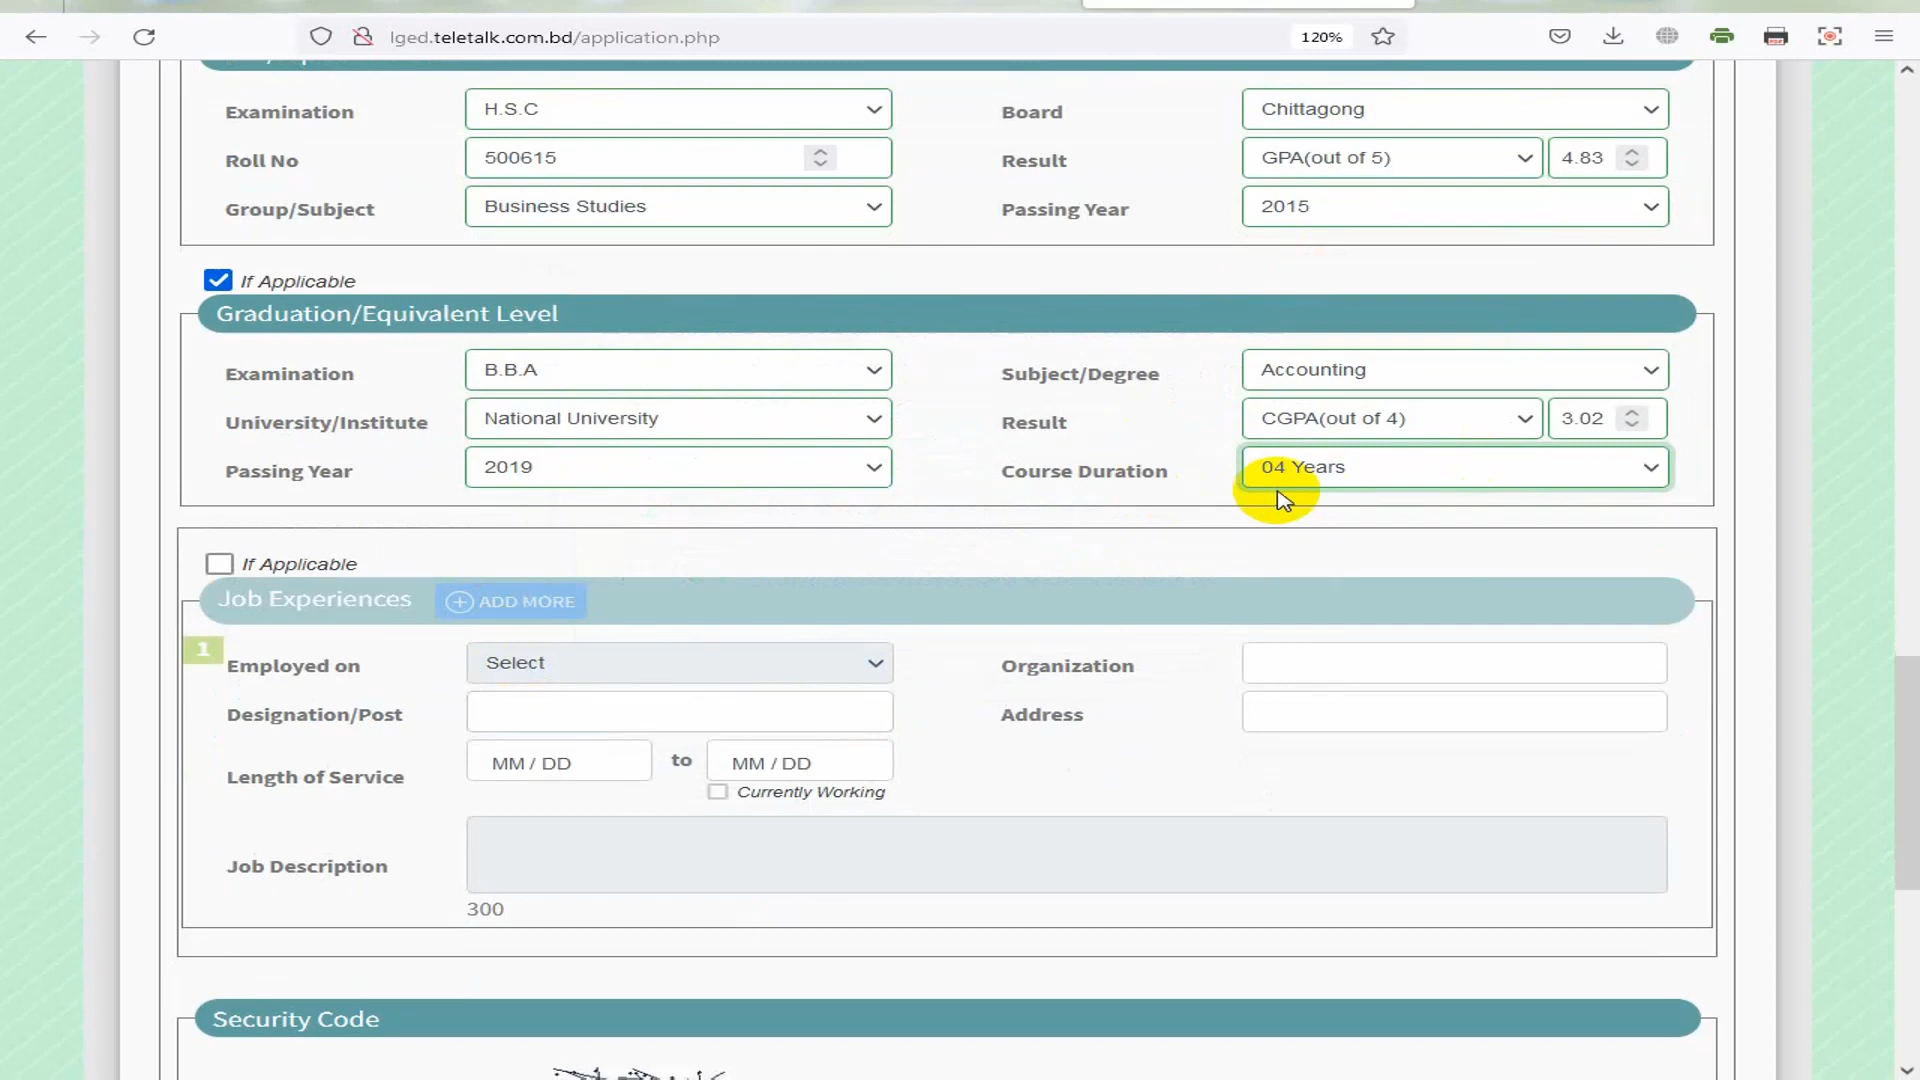 lged.teletalk.com.bd/application.php
120%
Examination
H.S.C
Board
Chittagong
Roll No
500615
Result
GPA(out of 5)
4.83
Group/Subject
Business Studies
Passing Year
2015
If Applicable
Graduation/Equivalent Level
Examination
B.B.A
Subject/Degree
Accounting
University/Institute
National University
Result
CGPA(out of 4)
3.02
Passing Year
2019
Course Duration
04 Years
If Applicable
Job Experiences
ADD MORE
1
Employed on
Select
Organization
Designation/Post
Address
Length of Service
MM / DD
to
MM / DD
Currently Working
Job Description
300
Security Code